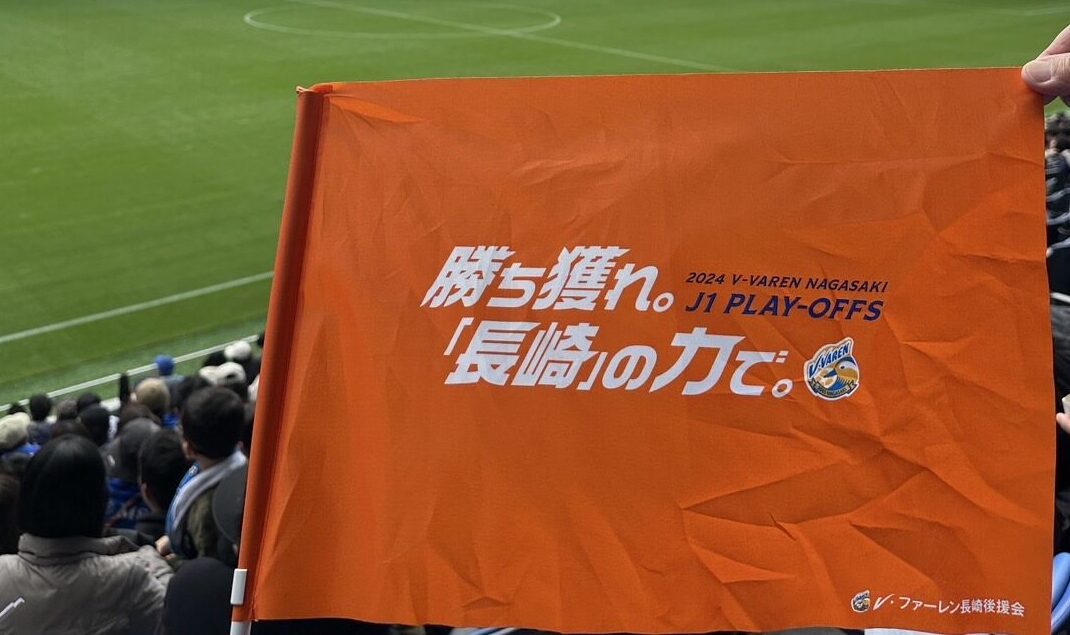 勝ち獲れ。
「長崎」の力で。
2024 V-VAREN NAGASAKI
J1 PLAY-OFFS
V-VAREN
V・ファーレン長崎後援会